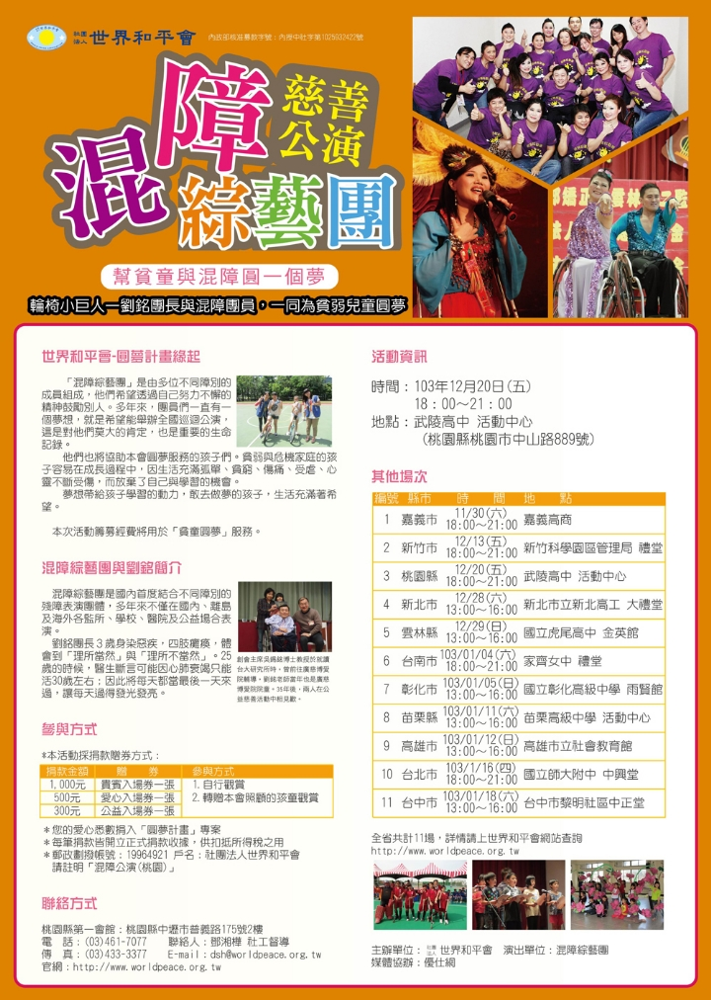 社團法人 世界和平會
內政部核准募款字號：內授中社字第1025932422號
混障綜藝團
慈善公演
幫貧童與混障圓一個夢
輪椅小巨人—劉銘團長與混障團員，一同為貧弱兒童圓夢
世界和平會-圓夢計畫緣起
「混障綜藝團」是由多位不同障別的
成員組成，他們希望透過自己努力不懈的
精神鼓勵別人。多年來，團員們一直有一
個夢想，就是希望能舉辦全國巡迴公演，
這是對他們莫大的肯定，也是重要的生命
記錄。
他們也將協助本會圓夢服務的孩子們。貧弱與危機家庭的孩
子容易在成長過程中，因生活充滿孤單、貧窮、傷痛、受虐、心
靈不斷受傷，而放棄了自己與學習的機會。
夢想帶給孩子學習的動力，敢去做夢的孩子，生活充滿著希
望。
本次活動籌募經費將用於「貧童圓夢」服務。
混障綜藝團與劉銘簡介
混障綜藝團是國內首度結合不同障別的
殘障表演團體，多年來不僅在國內、離島
及海外各監所、學校、醫院及公益場合表
演。
劉銘團長３歲身染惡疾，四肢癱瘓，體
會到「理所當然」與「理所不當然」。25
歲的時候，醫生斷言可能因心肺衰竭只能
活30歲左右；因此將每天都當最後一天來
過，讓每天過得發光發亮。
創會主席吳錫銘博士教授於就讀
台大研究所時，曾前往廣慈博愛
院輔導，劉銘老師當年也是廣慈
博愛院院童。35年後，兩人在公
益慈善活動中相見歡。
參與方式
*本活動採捐款贈券方式：
捐款金額 贈 券 參與方式
1,000元 貴賓入場券一張 1.自行觀賞
500元 愛心入場券一張 2.轉贈本會照顧的孩童觀賞
300元 公益入場券一張
＊您的愛心悉數捐入「圓夢計畫」專案
＊每筆捐款皆開立正式捐款收據，供扣抵所得稅之用
＊郵政劃撥帳號：19964921 戶名：社團法人世界和平會
請註明「混障公演(桃園)」
聯絡方式
桃園縣第一會館：桃園縣中壢市普義路175號2樓
電 話：(03)461-7077 聯絡人：鄧湘樺 社工督導
傳 真：(03)433-3377 E-mail：dsh@worldpeace.org.tw
官網：http://www.worldpeace.org.tw
活動資訊
時間：103年12月20日(五)
18：00～21：00
地點：武陵高中 活動中心
(桃園縣桃園市中山路889號)
其他場次
編號 縣市 時 間 地 點
1 嘉義市 11/30(六) 18:00～21:00 嘉義高商
2 新竹市 12/13(五) 18:00～21:00 新竹科學園區管理局 禮堂
3 桃園縣 12/20(五) 18:00～21:00 武陵高中 活動中心
4 新北市 12/28(六) 13:00～16:00 新北市立新北高工 大禮堂
5 雲林縣 12/29(日) 13:00～16:00 國立虎尾高中 金英館
6 台南市 103/01/04(六) 18:00～21:00 家齊女中 禮堂
7 彰化市 103/01/05(日) 13:00～16:00 國立彰化高級中學 雨賢館
8 苗栗縣 103/01/11(六) 13:00～16:00 苗栗高級中學 活動中心
9 高雄市 103/01/12(日) 13:00～16:00 高雄市立社會教育館
10 台北市 103/1/16(四) 18:00～21:00 國立師大附中 中興堂
11 台中市 103/01/18(六) 13:00～16:00 台中市黎明社區中正堂
全省共計11場，詳情請上世界和平會網站查詢
http://www.worldpeace.org.tw
主辦單位：社團法人 世界和平會 演出單位：混障綜藝團
媒體協辦：優仕網